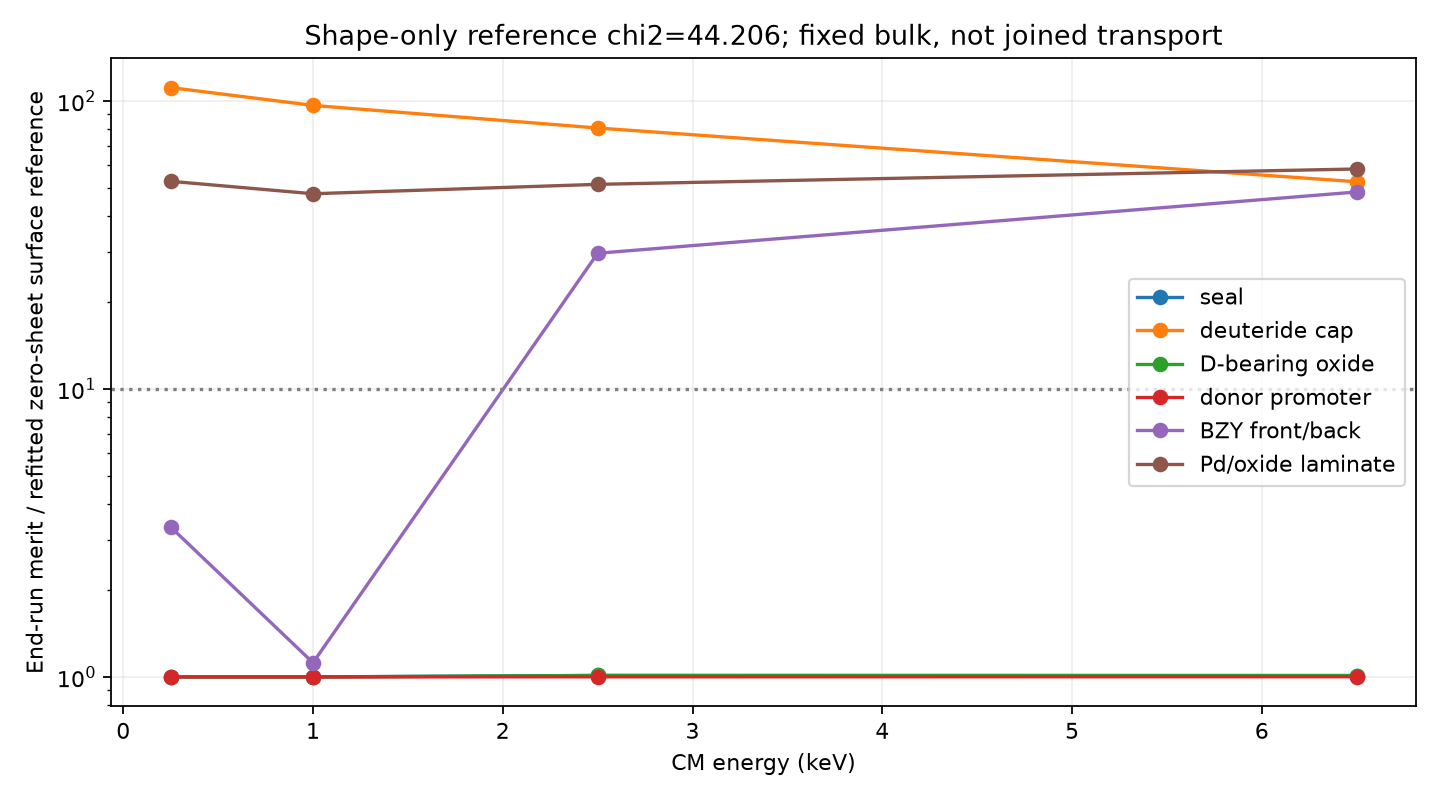 Shape-only reference chi2=44.206; fixed bulk, not joined transport
End-run merit / refitted zero-sheet surface reference
10²
10¹
10⁰
seal
deuteride cap
D-bearing oxide
donor promoter
BZY front/back
Pd/oxide laminate
0 1 2 3 4 5 6
CM energy (keV)